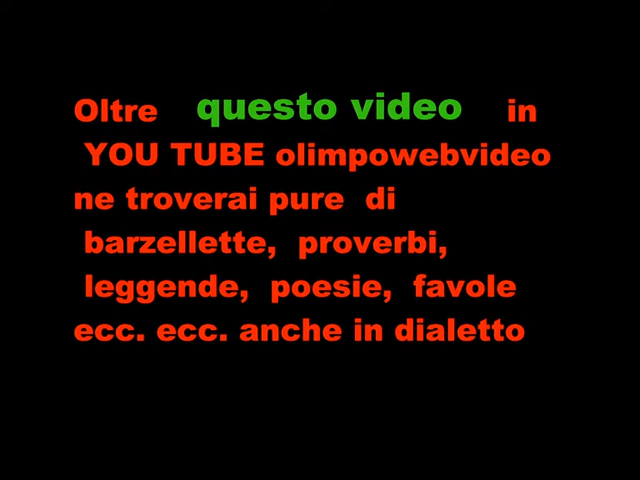 Oltre questo video in
YOU TUBE olimpowebvideo
ne troverai pure di
barzellette, proverbi,
leggende, poesie, favole
ecc. ecc. anche in dialetto